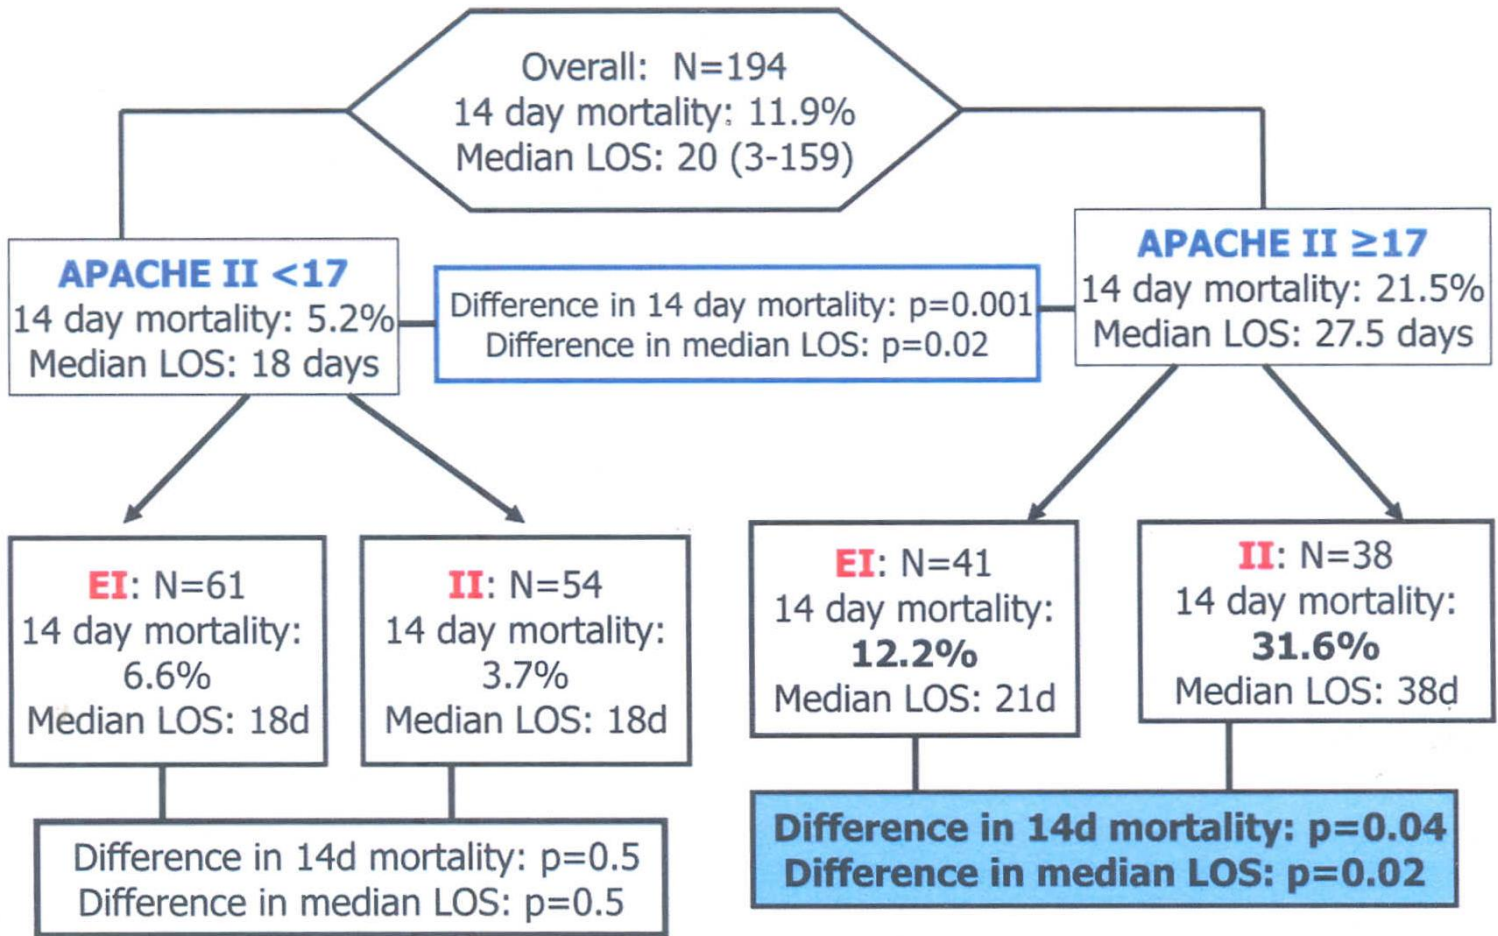 Overall: N=194
14 day mortality: 11.9%
Median LOS: 20 (3-159)
APACHE II <17
14 day mortality: 5.2%
Median LOS: 18 days
Difference in 14 day mortality: p=0.001
Difference in median LOS: p=0.02
APACHE II ≥17
14 day mortality: 21.5%
Median LOS: 27.5 days
EI: N=61
14 day mortality:
6.6%
Median LOS: 18d
II: N=54
14 day mortality:
3.7%
Median LOS: 18d
EI: N=41
14 day mortality:
12.2%
Median LOS: 21d
II: N=38
14 day mortality:
31.6%
Median LOS: 38d
Difference in 14d mortality: p=0.5
Difference in median LOS: p=0.5
Difference in 14d mortality: p=0.04
Difference in median LOS: p=0.02